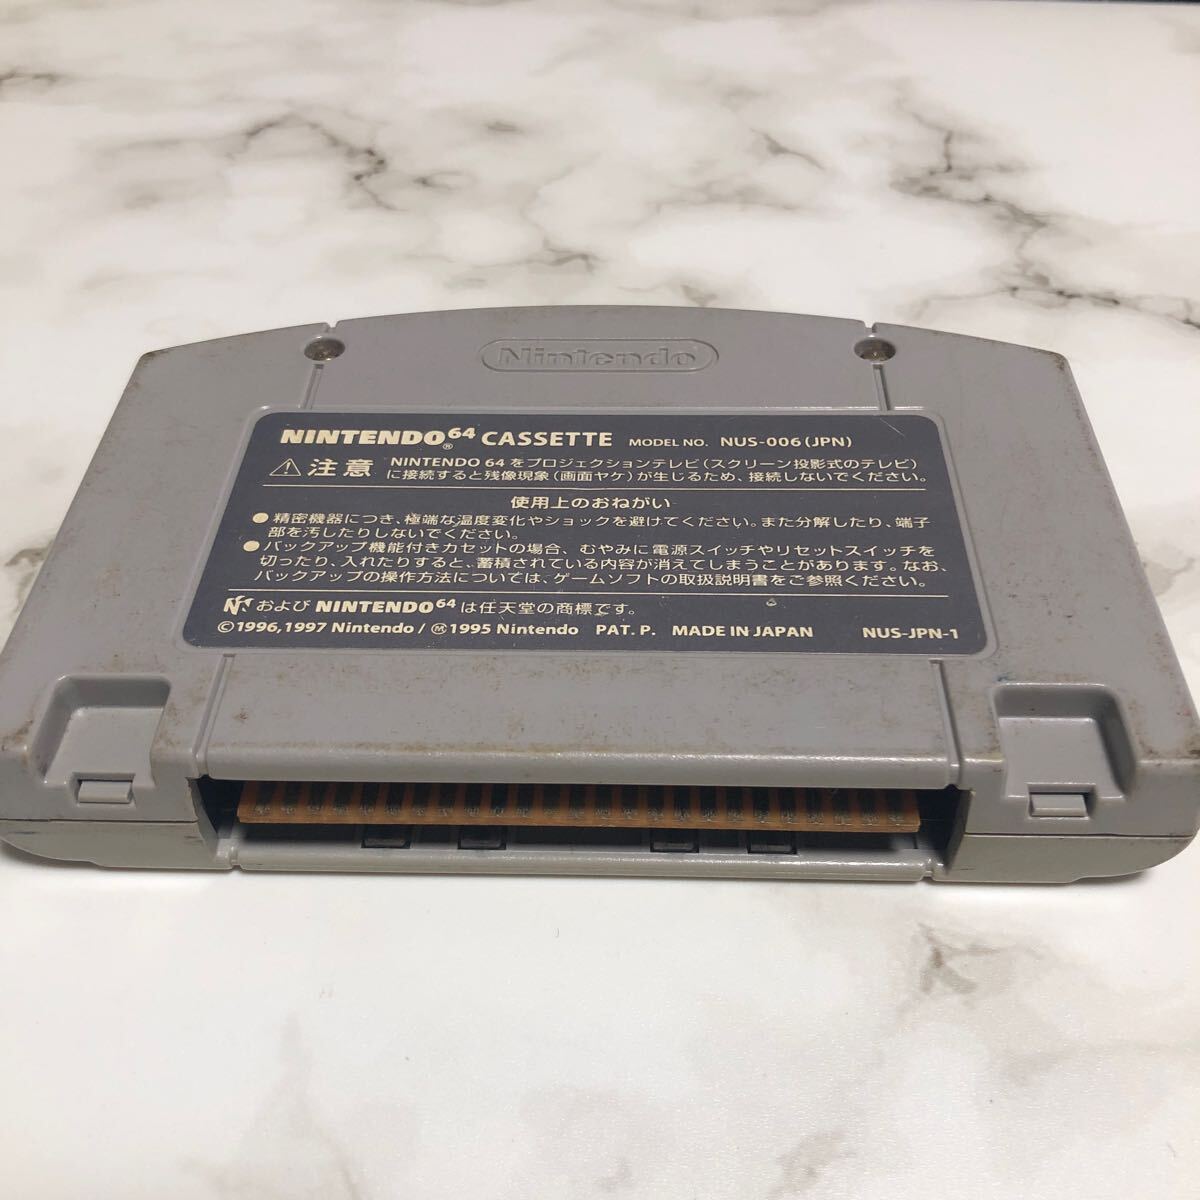 Nintendo
NINTENDO64 CASSETTE MODEL NO. NUS-006(JPN)
⚠注意 NINTENDO 64をプロジェクションテレビ(スクリーン投影式のテレビ)
に接続すると残像現象(画面ヤケ)が生じるため、接続しないでください。
使用上のおねがい
●精密機器につき、極端な温度変化やショックを避けてください。また分解したり、端子
部を汚したりしないでください。
●バックアップ機能付きカセットの場合、むやみに電源スイッチやリセットスイッチを
切ったり、入れたりすると、蓄積されている内容が消えてしまうことがあります。なお、
バックアップの操作方法については、ゲームソフトの取扱説明書をご参照ください。
および NINTENDO64 は任天堂の商標です。
©1996,1997 Nintendo/Ⓜ1995 Nintendo PAT. P. MADE IN JAPAN NUS-JPN-1